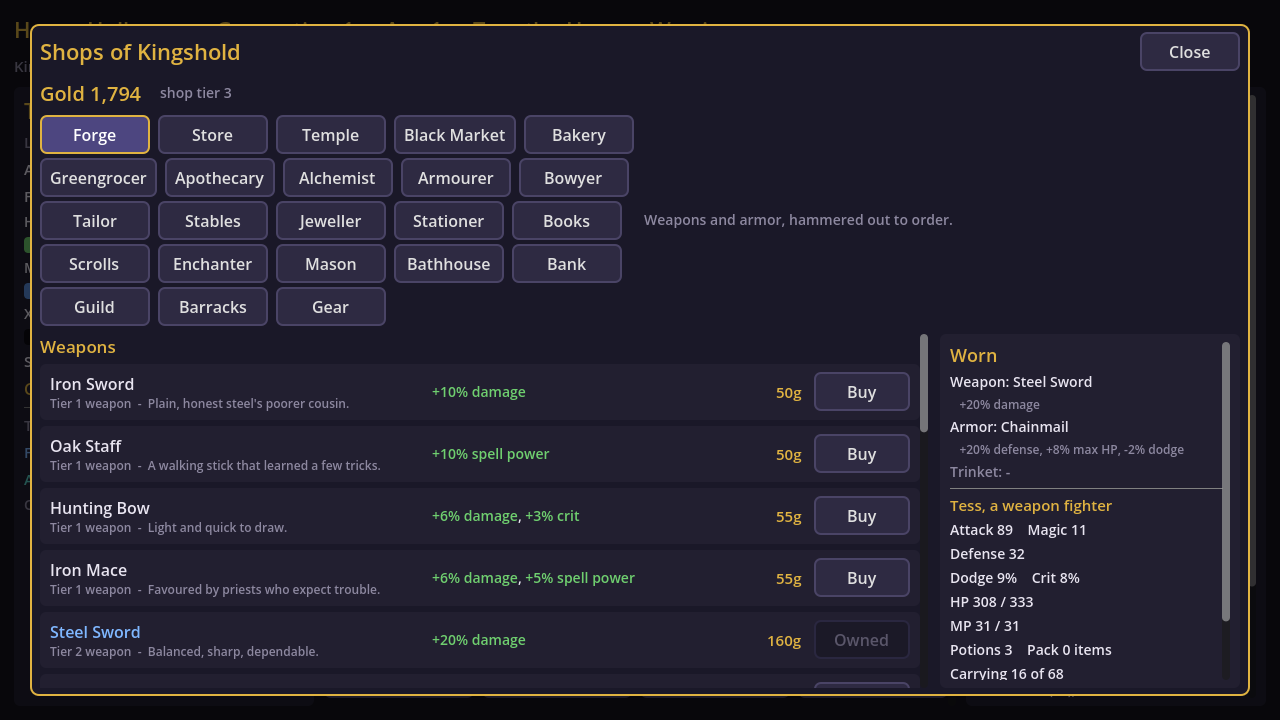 Shops of Kingshold
Close
Gold 1,794 shop tier 3
Forge Store Temple Black Market Bakery
Greengrocer Apothecary Alchemist Armourer Bowyer
Tailor Stables Jeweller Stationer Books
Weapons and armor, hammered out to order.
Scrolls Enchanter Mason Bathhouse Bank
Guild Barracks Gear
Weapons
Iron Sword
Tier 1 weapon - Plain, honest steel's poorer cousin.
+10% damage
50g
Buy
Oak Staff
Tier 1 weapon - A walking stick that learned a few tricks.
+10% spell power
50g
Buy
Hunting Bow
Tier 1 weapon - Light and quick to draw.
+6% damage, +3% crit
55g
Buy
Iron Mace
Tier 1 weapon - Favoured by priests who expect trouble.
+6% damage, +5% spell power
55g
Buy
Steel Sword
Tier 2 weapon - Balanced, sharp, dependable.
+20% damage
160g
Owned
Worn
Weapon: Steel Sword
+20% damage
Armor: Chainmail
+20% defense, +8% max HP, -2% dodge
Trinket: -
Tess, a weapon fighter
Attack 89 Magic 11
Defense 32
Dodge 9% Crit 8%
HP 308 / 333
MP 31 / 31
Potions 3 Pack 0 items
Carrying 16 of 68